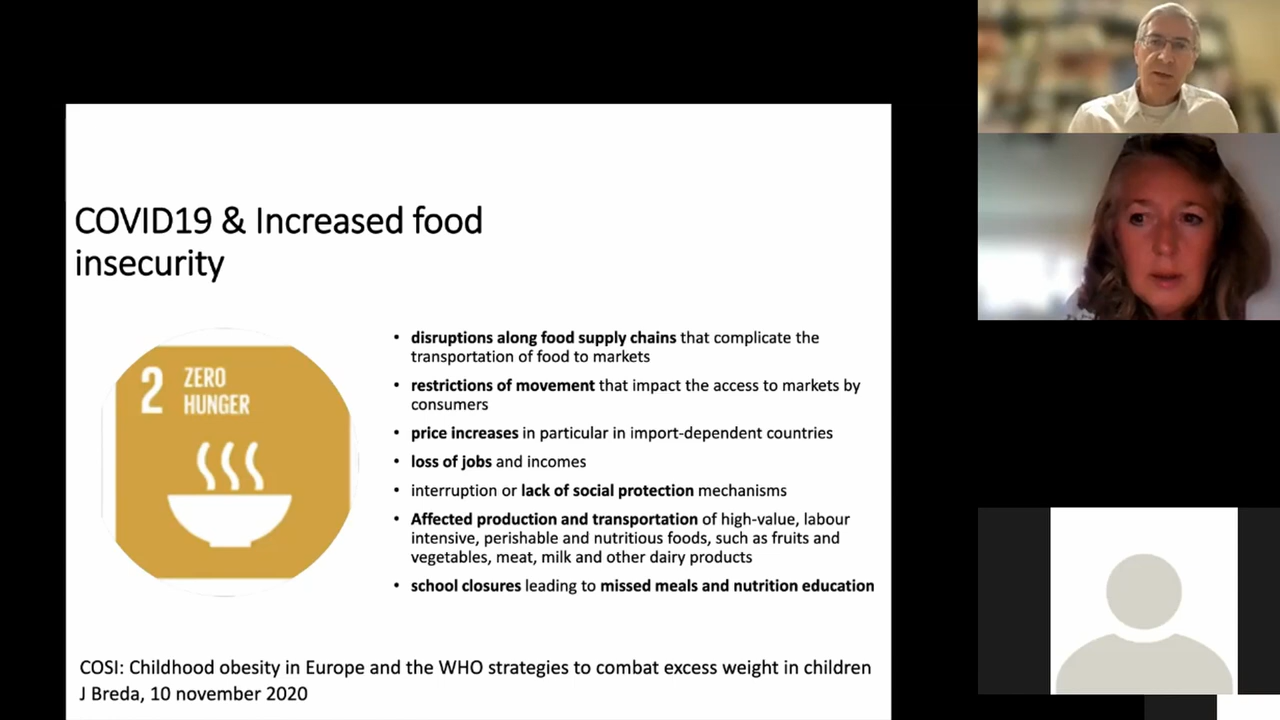 COVID19 & Increased food
insecurity
2 ZERO
HUNGER
• disruptions along food supply chains that complicate the
transportation of food to markets
• restrictions of movement that impact the access to markets by
consumers
• price increases in particular in import-dependent countries
• loss of jobs and incomes
• interruption or lack of social protection mechanisms
• Affected production and transportation of high-value, labour
intensive, perishable and nutritious foods, such as fruits and
vegetables, meat, milk and other dairy products
• school closures leading to missed meals and nutrition education
COSI: Childhood obesity in Europe and the WHO strategies to combat excess weight in children
J Breda, 10 november 2020